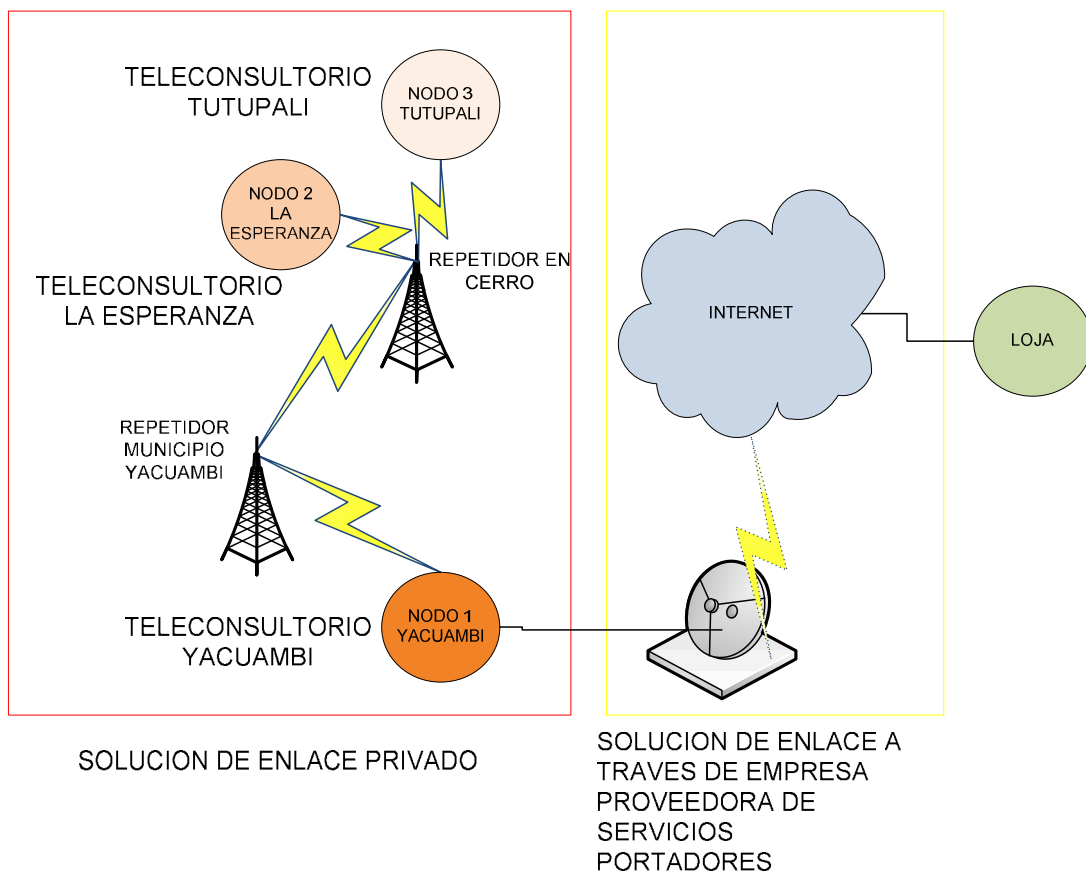 TELECONSULTORIO
TUTUPALI
NODO 3
TUTUPALI
NODO 2
LA
ESPERANZA
TELECONSULTORIO
LA ESPERANZA
REPETIDOR EN
CERRO
REPETIDOR
MUNICIPIO
YACUAMBI
TELECONSULTORIO
YACUAMBI
NODO 1
YACUAMBI
INTERNET
LOJA
SOLUCION DE ENLACE PRIVADO
SOLUCION DE ENLACE A
TRAVES DE EMPRESA
PROVEEDORA DE
SERVICIOS
PORTADORES